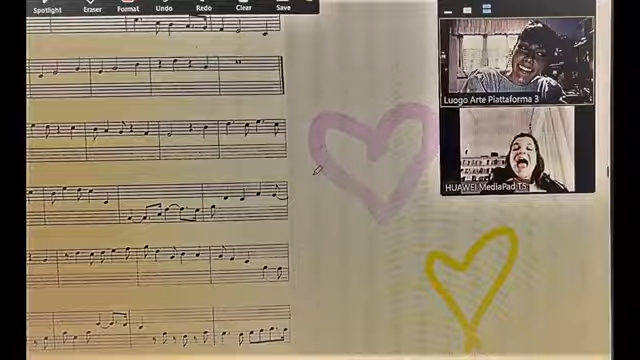 Spotlight Eraser Format Undo Redo Clear Save
Luogo Arte Piattaforma 3
HUAWEI MediaPad T5